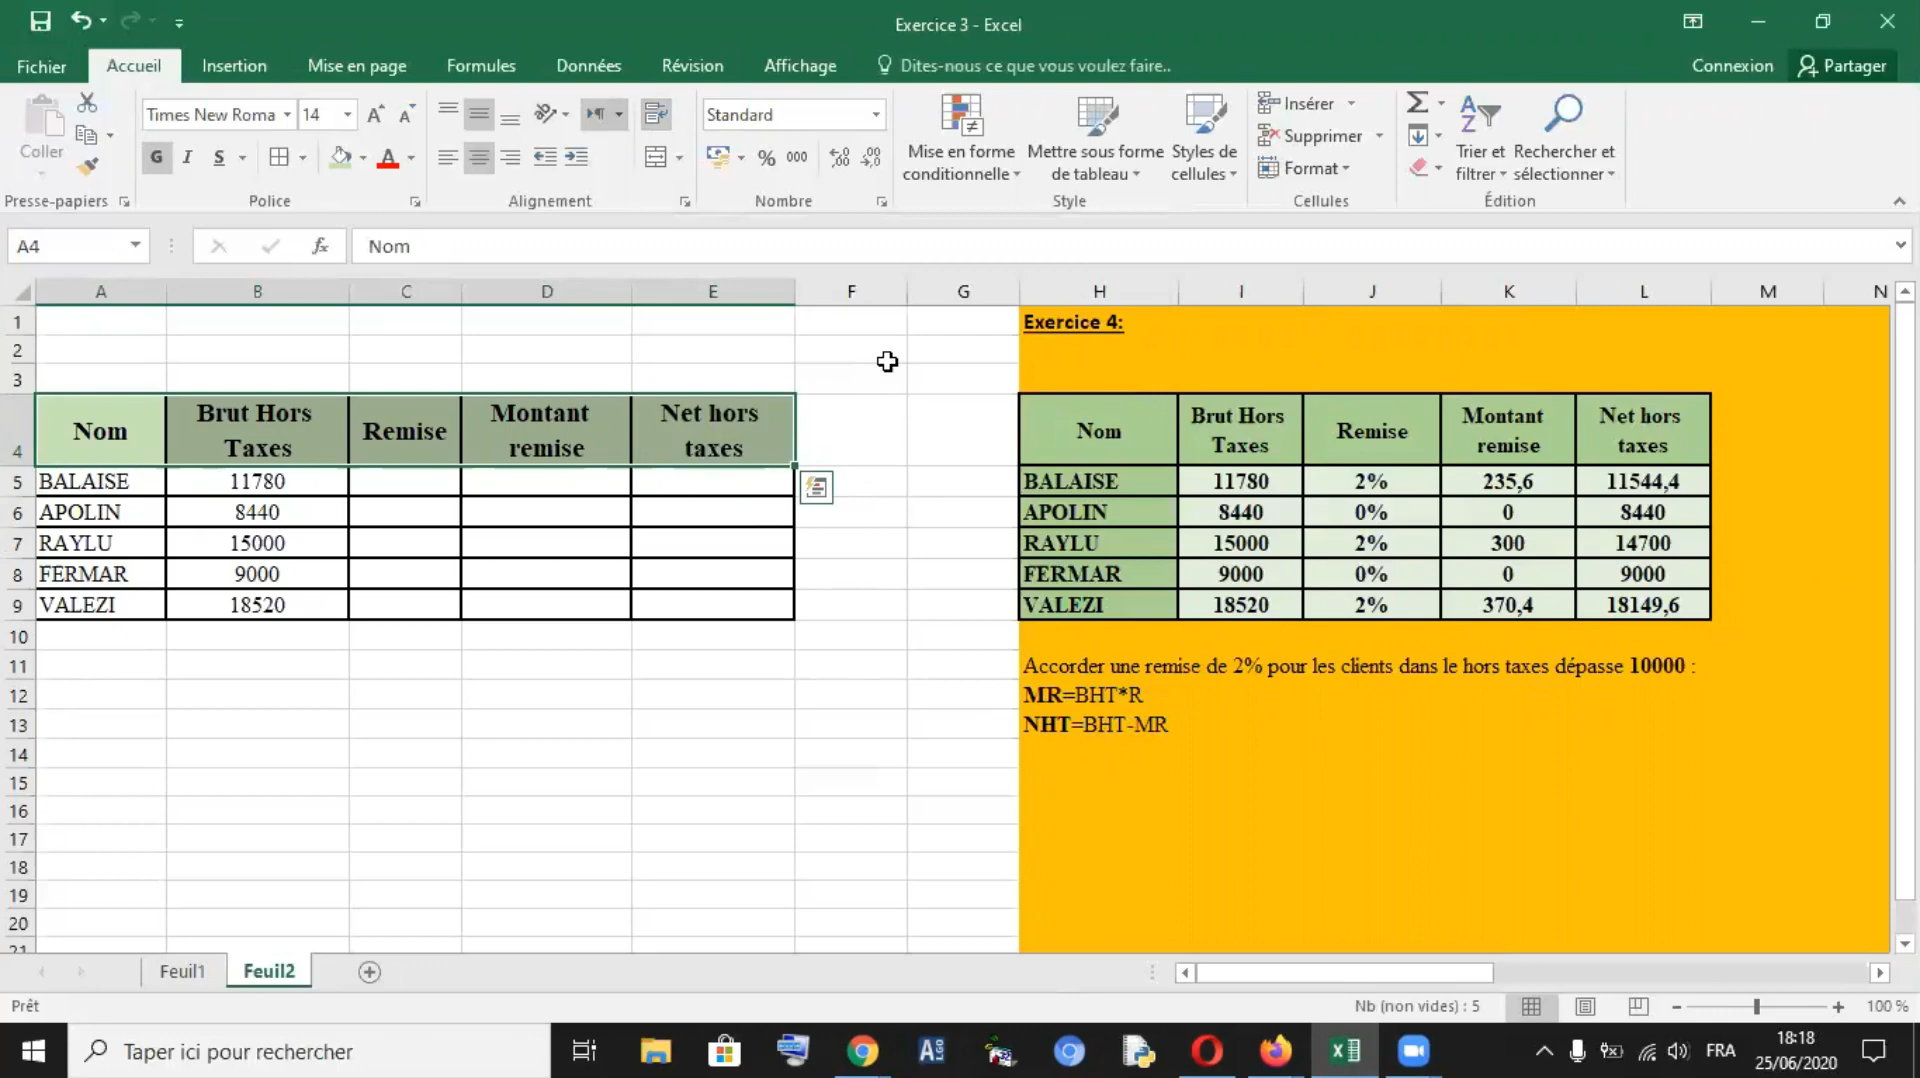 Exercice 3 - Excel
Fichier Accueil Insertion Mise en page Formules Données Révision Affichage Dites-nous ce que vous voulez faire.. Connexion Partager
Coller
Presse-papiers
Times New Roma 14
G I S
Police
Alignement
Standard
% 000
Nombre
Mise en forme conditionnelle
Mettre sous forme de tableau
Styles de cellules
Style
Insérer
Supprimer
Format
Cellules
Trier et filtrer
Rechercher et sélectionner
Édition
A4 fx Nom
A B C D E F G H I J K L M N
1 Exercice 4:
2
3
4 Nom Brut Hors Taxes Remise Montant remise Net hors taxes Nom Brut Hors Taxes Remise Montant remise Net hors taxes
5 BALAISE 11780 BALAISE 11780 2% 235,6 11544,4
6 APOLIN 8440 APOLIN 8440 0% 0 8440
7 RAYLU 15000 RAYLU 15000 2% 300 14700
8 FERMAR 9000 FERMAR 9000 0% 0 9000
9 VALEZI 18520 VALEZI 18520 2% 370,4 18149,6
10
11 Accorder une remise de 2% pour les clients dans le hors taxes dépasse 10000 :
12 MR=BHT*R
13 NHT=BHT-MR
14
15
16
17
18
19
20
21
Feuil1 Feuil2
Prêt Nb (non vides) : 5 100 %
Taper ici pour rechercher
FRA
18:18
25/06/2020